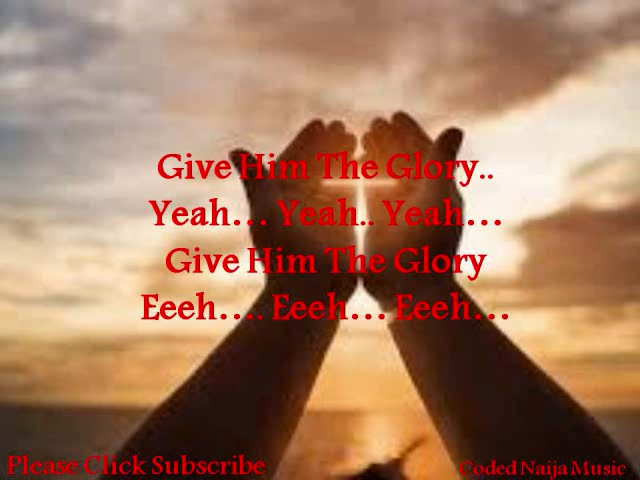 Give Him The Glory..
Yeah... Yeah.. Yeah...
Give Him The Glory
Eeeh.... Eeeh... Eeeh...
Please Click Subscribe
Coded Naija Music